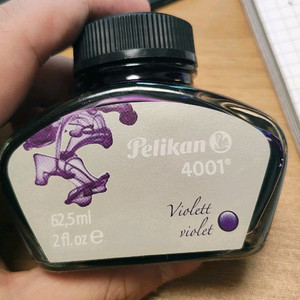 Pelikan
4001®
62,5 ml
2 fl. oz ℮
Violett
violet